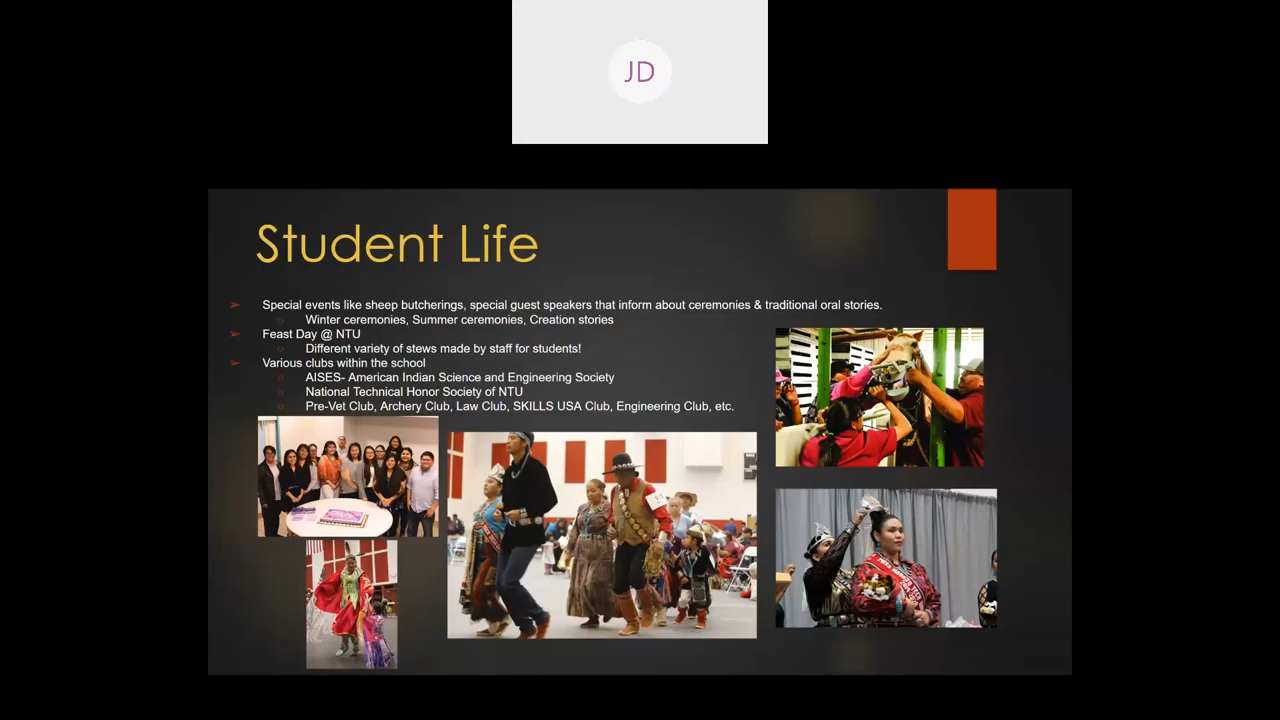 JD
Student Life
Special events like sheep butcherings, special guest speakers that inform about ceremonies & traditional oral stories.
Winter ceremonies, Summer ceremonies, Creation stories
Feast Day @ NTU
Different variety of stews made by staff for students!
Various clubs within the school
AISES- American Indian Science and Engineering Society
National Technical Honor Society of NTU
Pre-Vet Club, Archery Club, Law Club, SKILLS USA Club, Engineering Club, etc.